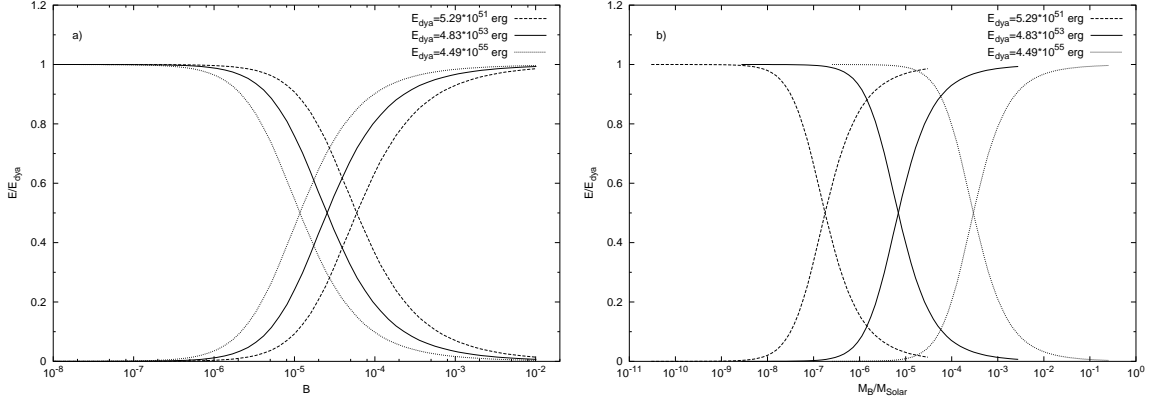 a)
E_dya=5.29*10^51 erg
E_dya=4.83*10^53 erg
E_dya=4.49*10^55 erg
1.2
1
0.8
0.6
0.4
0.2
0
E/E_dya
10^-8
10^-7
10^-6
10^-5
10^-4
10^-3
10^-2
B
b)
E_dya=5.29*10^51 erg
E_dya=4.83*10^53 erg
E_dya=4.49*10^55 erg
1.2
1
0.8
0.6
0.4
0.2
0
E/E_dya
10^-11
10^-10
10^-9
10^-8
10^-7
10^-6
10^-5
10^-4
10^-3
10^-2
10^-1
10^0
M_B/M_Solar